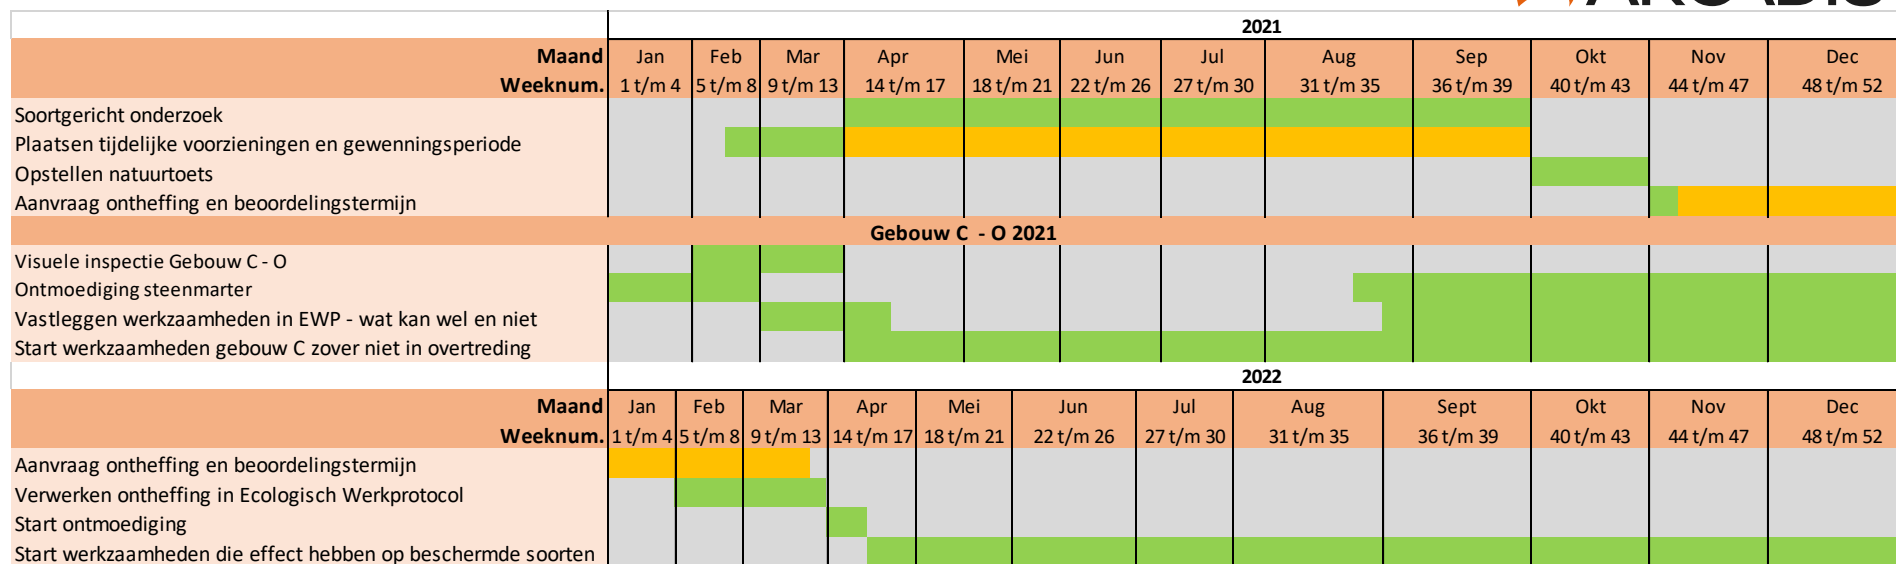 2021
Maand Jan Feb Mar Apr Mei Jun Jul Aug Sep Okt Nov Dec
Weeknum. 1 t/m 4 5 t/m 8 9 t/m 13 14 t/m 17 18 t/m 21 22 t/m 26 27 t/m 30 31 t/m 35 36 t/m 39 40 t/m 43 44 t/m 47 48 t/m 52
Soortgericht onderzoek
Plaatsen tijdelijke voorzieningen en gewenningsperiode
Opstellen natuurtoets
Aanvraag ontheffing en beoordelingstermijn
Gebouw C - O 2021
Visuele inspectie Gebouw C - O
Ontmoediging steenmarter
Vastleggen werkzaamheden in EWP - wat kan wel en niet
Start werkzaamheden gebouw C zover niet in overtreding
2022
Maand Jan Feb Mar Apr Mei Jun Jul Aug Sept Okt Nov Dec
Weeknum. 1 t/m 4 5 t/m 8 9 t/m 13 14 t/m 17 18 t/m 21 22 t/m 26 27 t/m 30 31 t/m 35 36 t/m 39 40 t/m 43 44 t/m 47 48 t/m 52
Aanvraag ontheffing en beoordelingstermijn
Verwerken ontheffing in Ecologisch Werkprotocol
Start ontmoediging
Start werkzaamheden die effect hebben op beschermde soorten